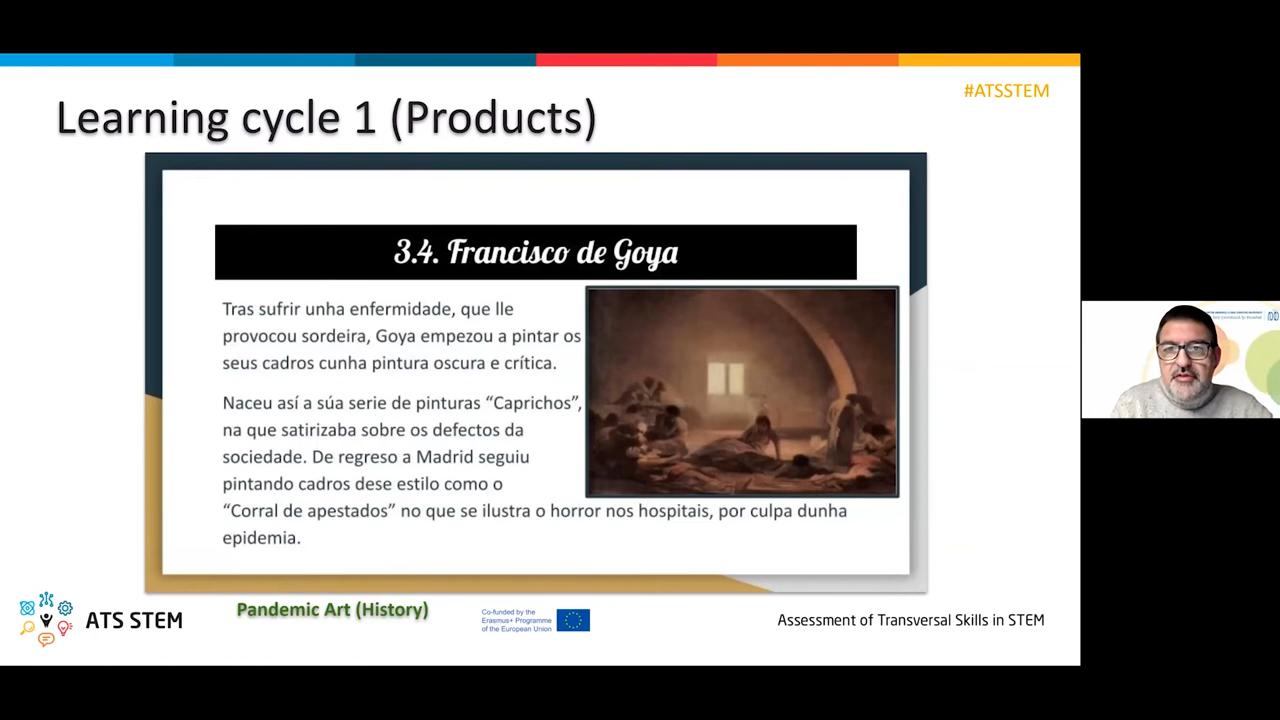 #ATSSTEM
Learning cycle 1 (Products)
3.4. Francisco de Goya
Tras sufrir unha enfermidade, que lle
provocou sordeira, Goya empezou a pintar os
seus cadros cunha pintura oscura e crítica.
Naceu así a súa serie de pinturas “Caprichos”,
na que satirizaba sobre os defectos da
sociedade. De regreso a Madrid seguiu
pintando cadros dese estilo como o
“Corral de apestados” no que se ilustra o horror nos hospitais, por culpa dunha
epidemia.
ATS STEM
Pandemic Art (History)
Co-funded by the
Erasmus+ Programme
of the European Union
Assessment of Transversal Skills in STEM